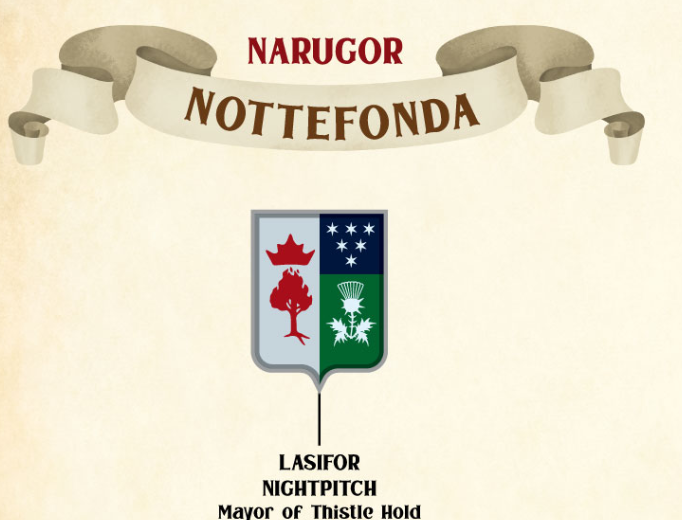 NARUGOR
NOTTEFONDA
LASIFOR
NIGHTPITCH
Mayor of Thistle Hold